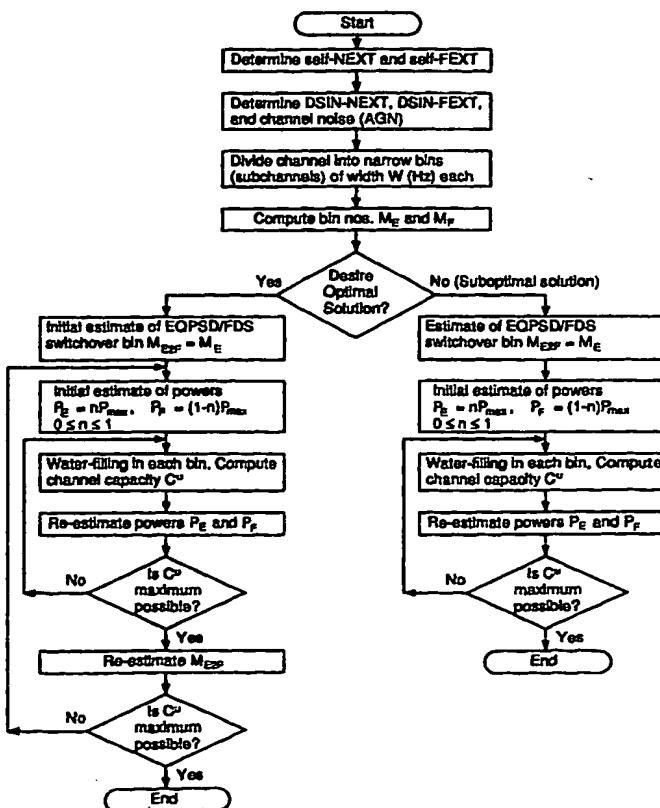 Start
Determine self-NEXT and self-FEXT
Determine DSIN-NEXT, DSIN-FEXT,
and channel noise (AGN)
Divide channel into narrow bins
(subchannels) of width W (Hz) each
Compute bin nos. M_E and M_F
Desire
Optimal
Solution?
Yes
No (Suboptimal solution)
Initial estimate of EQPSD/FDS
switchover bin M_E2F = M_E
Initial estimate of powers
P_E = nP_max, P_F = (1-n)P_max
0 ≤ n ≤ 1
Water-filling in each bin. Compute
channel capacity C^u
Re-estimate powers P_E and P_F
Is C^u
maximum
possible?
No
Yes
Re-estimate M_E2F
Is C^u
maximum
possible?
No
Yes
End
Estimate of EQPSD/FDS
switchover bin M_E2F = M_E
Initial estimate of powers
P_E = nP_max, P_F = (1-n)P_max
0 ≤ n ≤ 1
Water-filling in each bin. Compute
channel capacity C^u
Re-estimate powers P_E and P_F
Is C^u
maximum
possible?
No
Yes
End